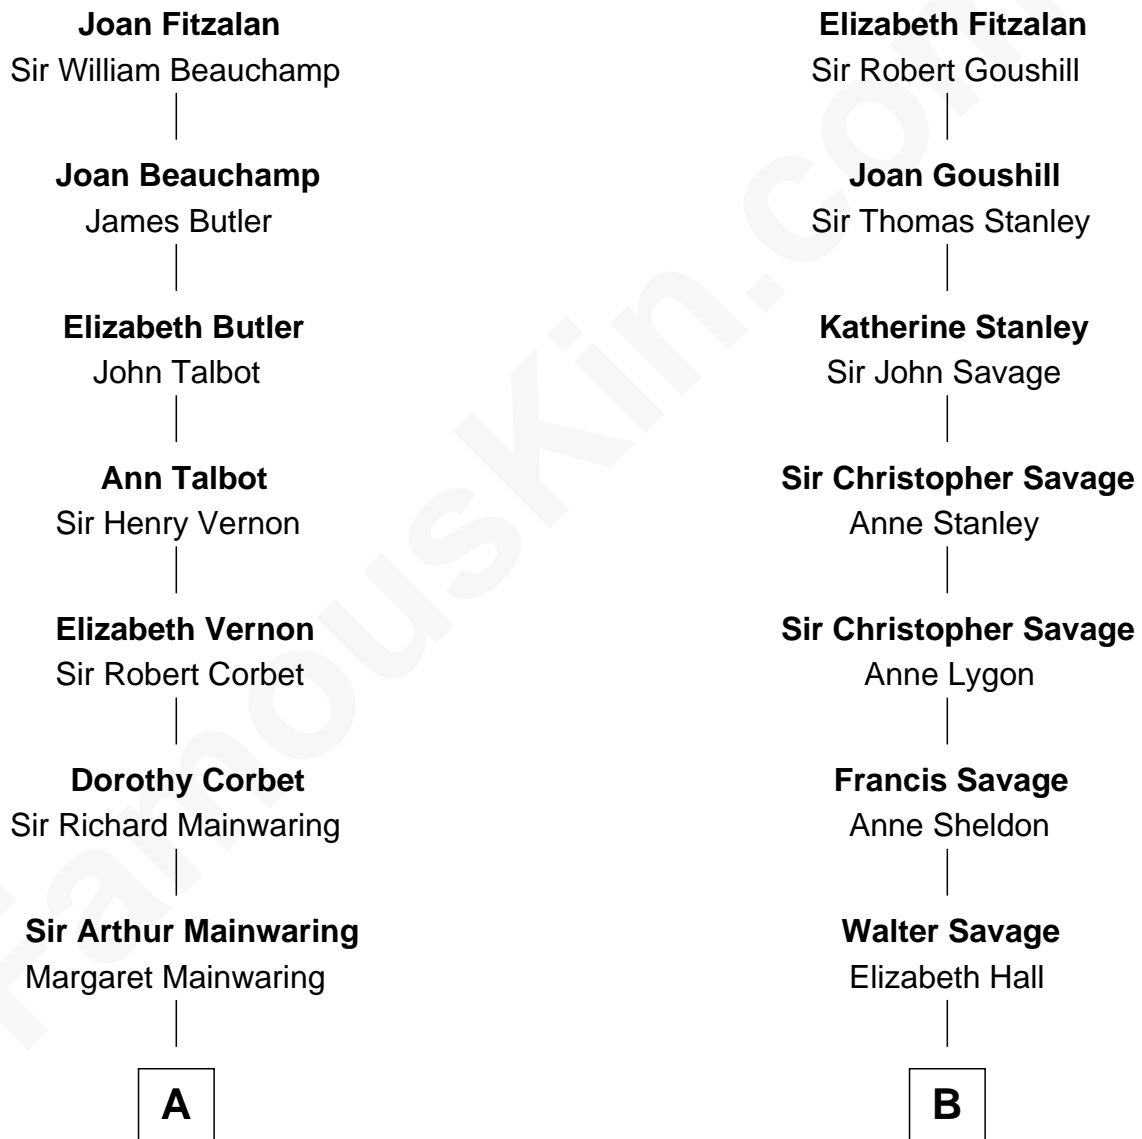 Joan Fitzalan
Sir William Beauchamp
Joan Beauchamp
James Butler
Elizabeth Butler
John Talbot
Ann Talbot
Sir Henry Vernon
Elizabeth Vernon
Sir Robert Corbet
Dorothy Corbet
Sir Richard Mainwaring
Sir Arthur Mainwaring
Margaret Mainwaring
A
Elizabeth Fitzalan
Sir Robert Goushill
Joan Goushill
Sir Thomas Stanley
Katherine Stanley
Sir John Savage
Sir Christopher Savage
Anne Stanley
Sir Christopher Savage
Anne Lygon
Francis Savage
Anne Sheldon
Walter Savage
Elizabeth Hall
B
FamousKin.com